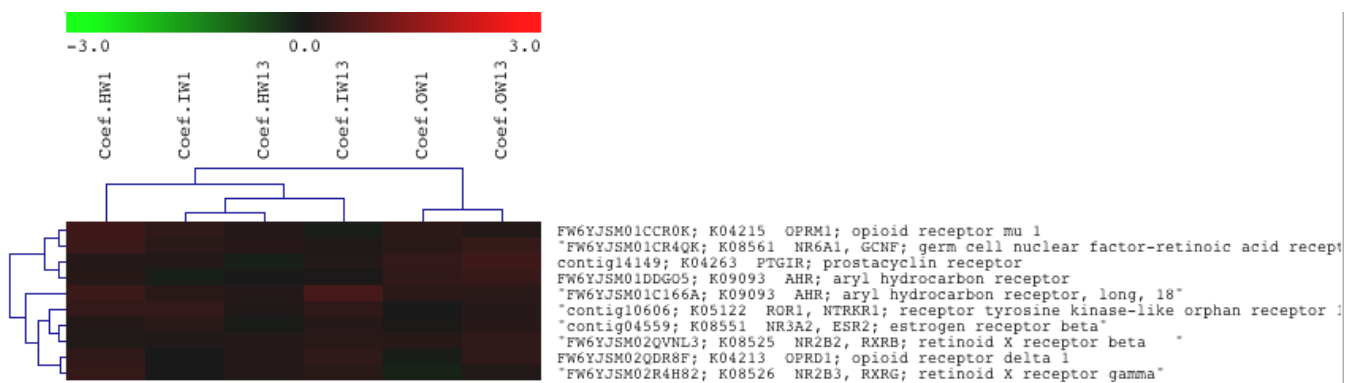 -3.0 0.0 3.0
Coef.HW1 Coef.IW1 Coef.HW13 Coef.IW13 Coef.OW1 Coef.OW13
FW6YJSM01CCR0K; K04215 OPRM1; opioid receptor mu 1
"FW6YJSM01CR4QK; K08561 NR6A1, GCNF; germ cell nuclear factor-retinoic acid recept
contig14149; K04263 PTGIR; prostacyclin receptor
FW6YJSM01DDGO5; K09093 AHR; aryl hydrocarbon receptor
"FW6YJSM01C166A; K09093 AHR; aryl hydrocarbon receptor, long, 18"
"contig10606; K05122 ROR1, NTRKR1; receptor tyrosine kinase-like orphan receptor
"contig04559; K08551 NR3A2, ESR2; estrogen receptor beta"
"FW6YJSM02QVNL3; K08525 NR2B2, RXRB; retinoid X receptor beta "
FW6YJSM02QDR8F; K04213 OPRD1; opioid receptor delta 1
"FW6YJSM02R4H82; K08526 NR2B3, RXRG; retinoid X receptor gamma"